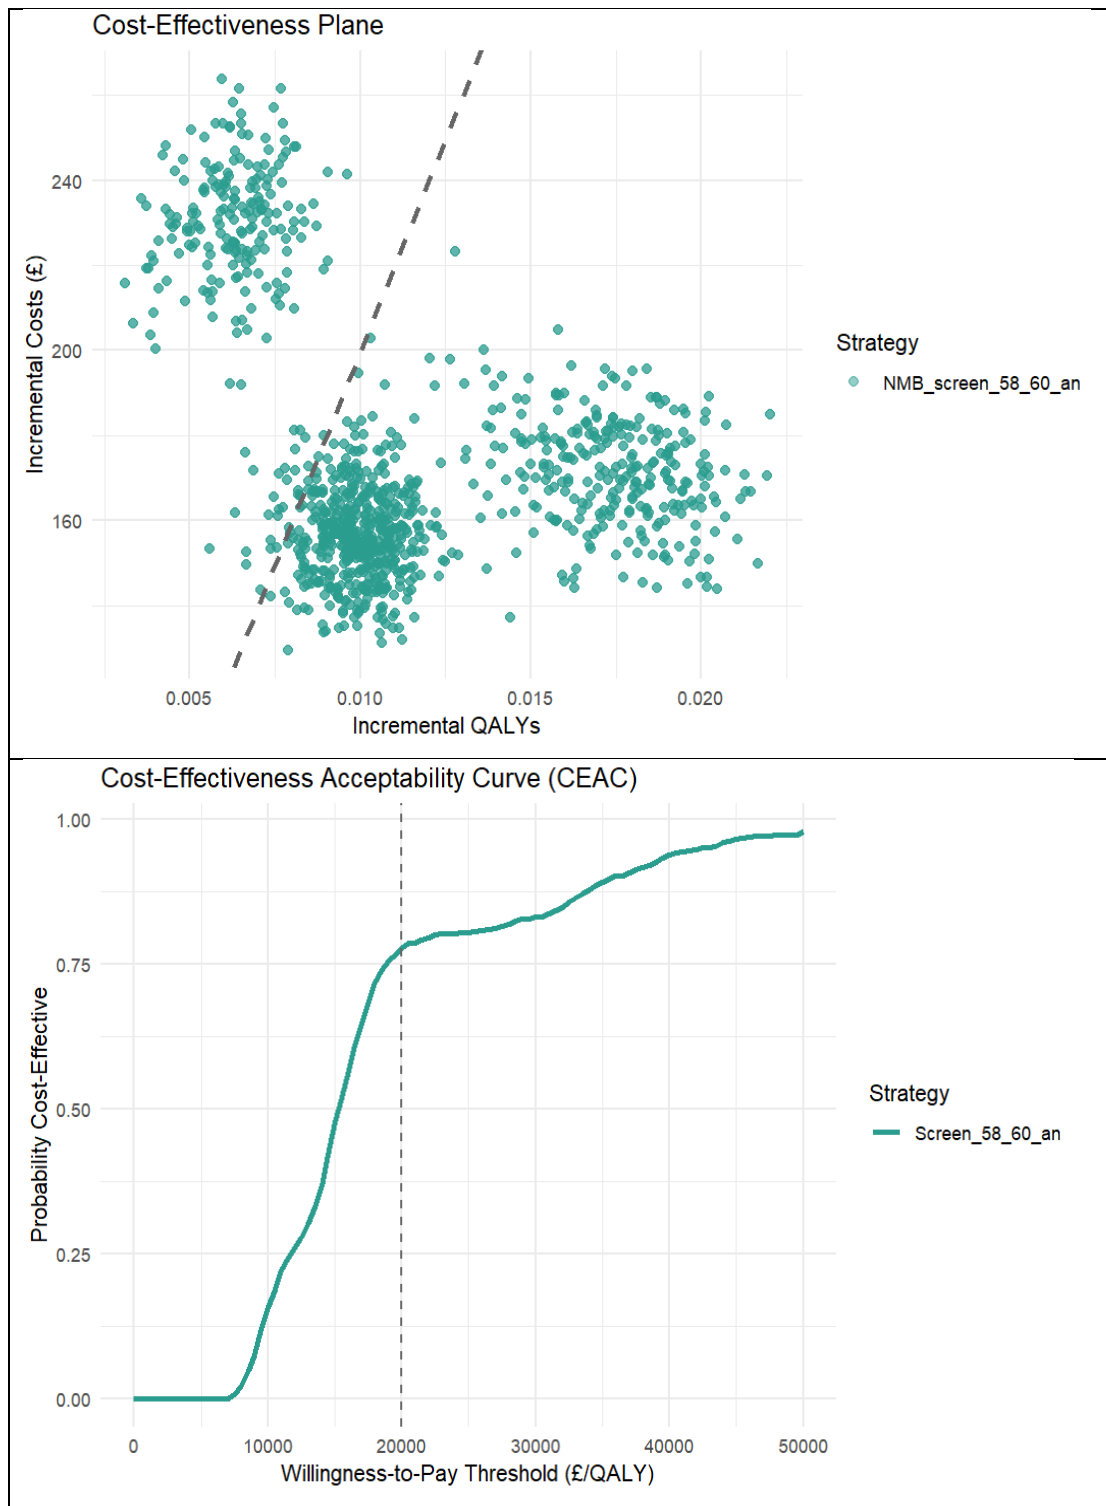 Cost-Effectiveness Plane
Incremental Costs (£)
240
200
160
0.005 0.010 0.015 0.020
Incremental QALYs
Strategy
NMB_screen_58_60_an
Cost-Effectiveness Acceptability Curve (CEAC)
Probability Cost-Effective
1.00
0.75
0.50
0.25
0.00
0 10000 20000 30000 40000 50000
Willingness-to-Pay Threshold (£/QALY)
Strategy
Screen_58_60_an